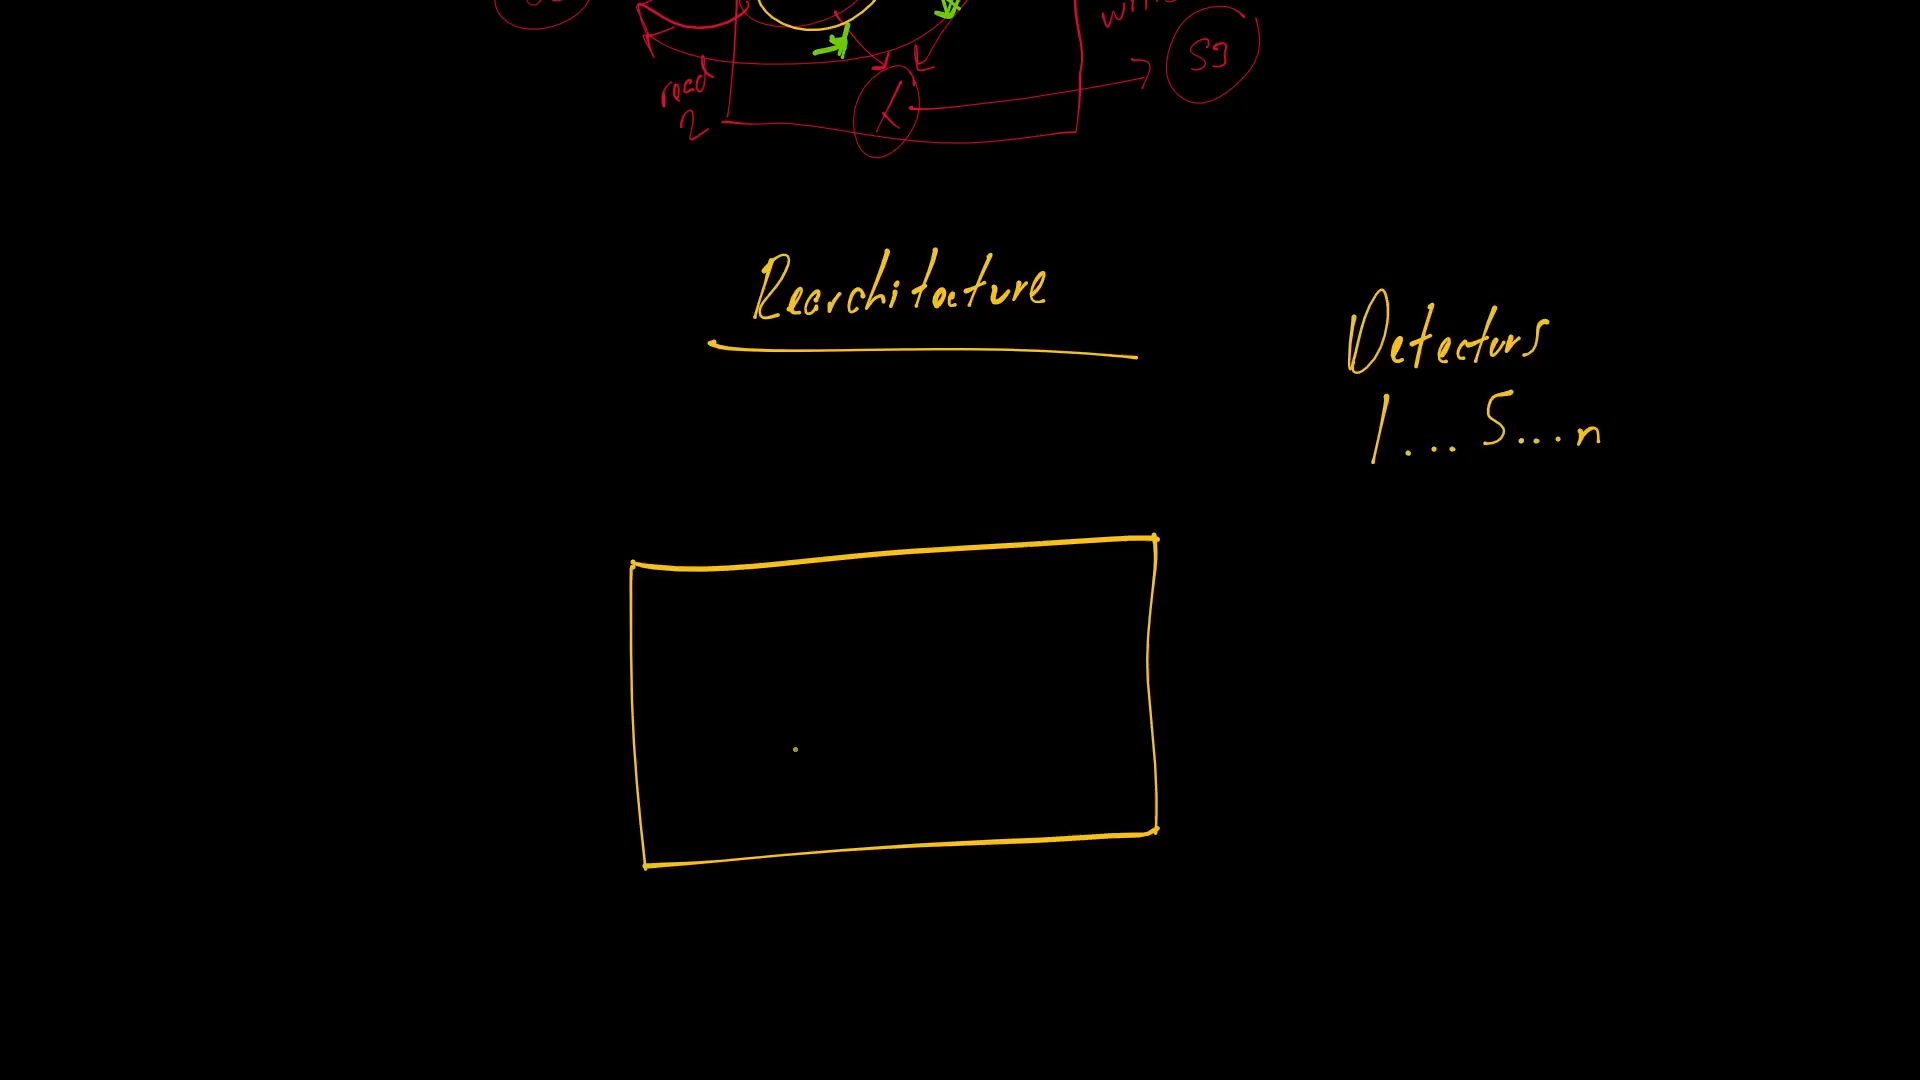 S3
read
2
λ
Rearchitecture
Detectors
1 ... 5 ... n